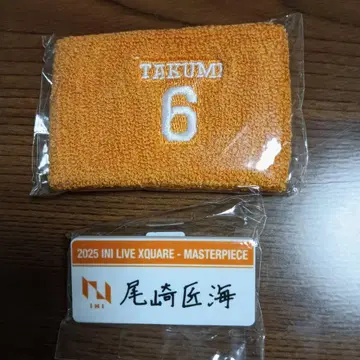 TAKUMI
6
2025 INI LIVE XQUARE - MASTERPIECE
INI
尾崎匠海